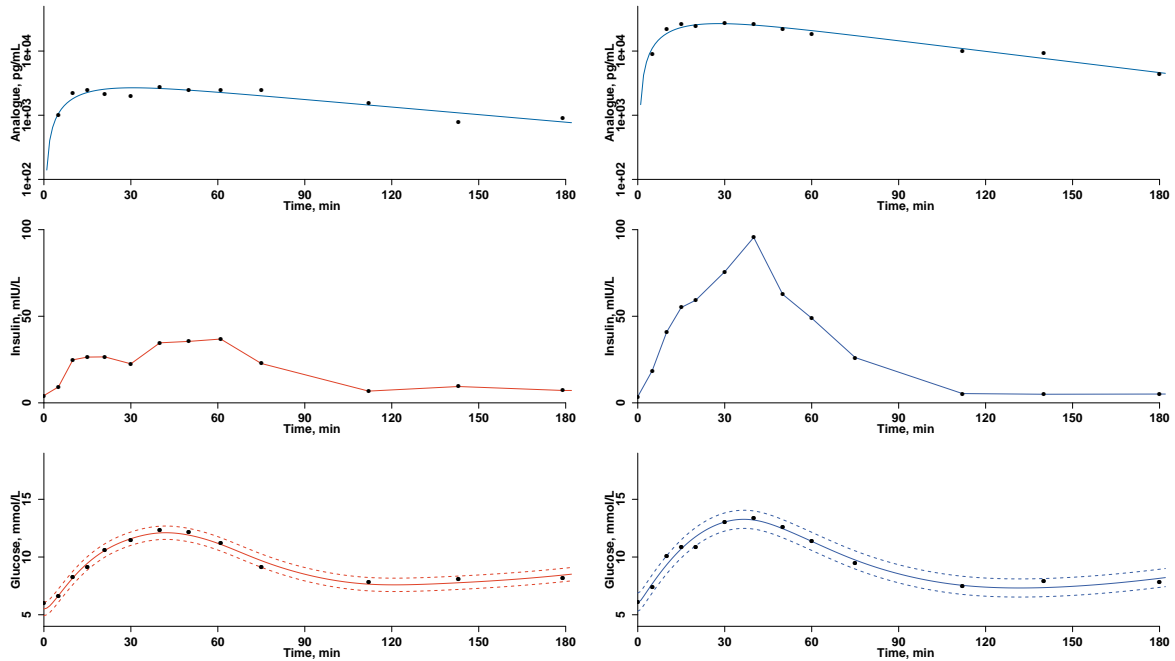 Analogue, pg/mL
1e+04
1e+03
1e+02
0 30 60 90 120 150 180
Time, min
Analogue, pg/mL
1e+04
1e+03
1e+02
0 30 60 90 120 150 180
Time, min
Insulin, mIU/L
100
50
0
0 30 60 90 120 150 180
Time, min
Insulin, mIU/L
100
50
0
0 30 60 90 120 150 180
Time, min
Glucose, mmol/L
15
10
5
0 30 60 90 120 150 180
Time, min
Glucose, mmol/L
15
10
5
0 30 60 90 120 150 180
Time, min